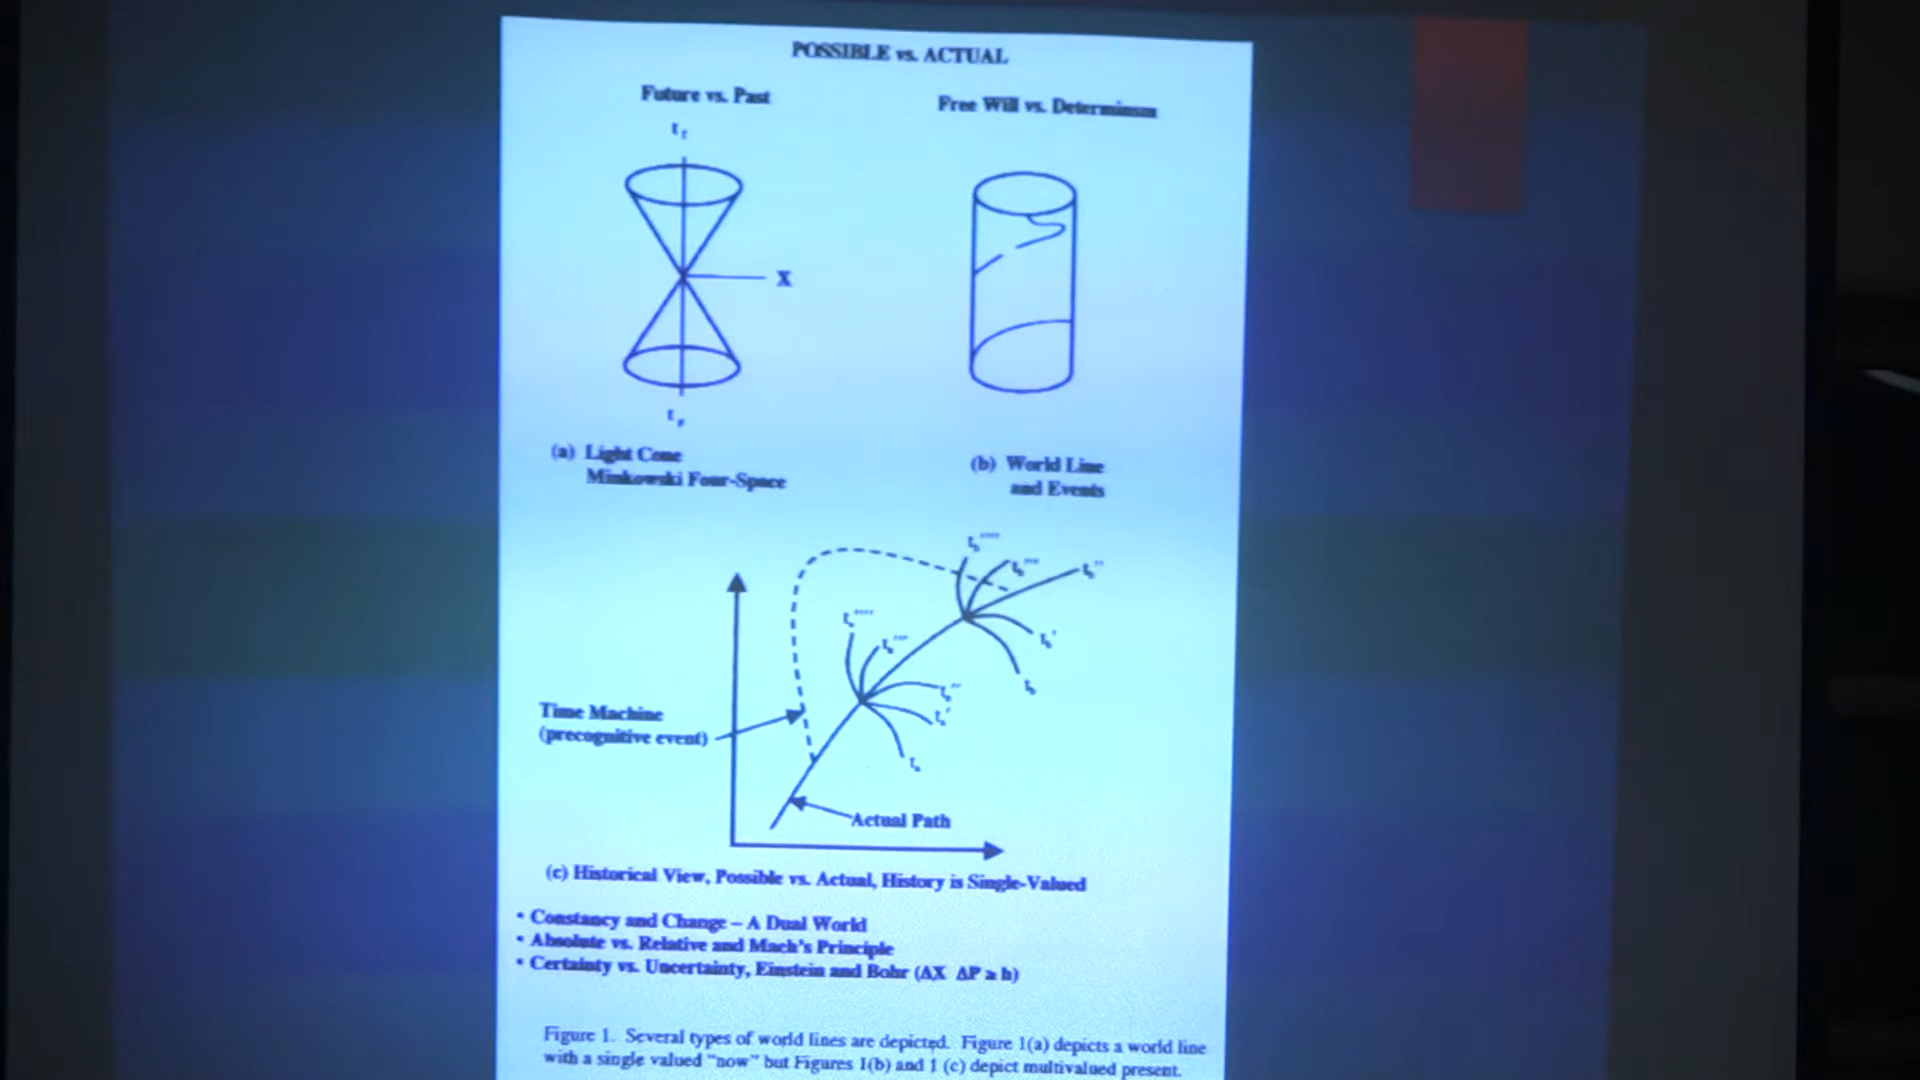 POSSIBLE vs. ACTUAL
Future vs. Past
Free Will vs. Determinsm
t f
X
t p
(a) Light Cone
Minkowski Four-Space
(b) World Line
and Events
t b''''
t b'''
t b''
t b'
t b
t a''''
t a'''
t a''
t a'
t a
Time Machine
(precognitive event)
Actual Path
(c) Historical View, Possible vs. Actual, History is Single-Valued
• Constancy and Change – A Dual World
• Absolute vs. Relative and Mach's Principle
• Certainty vs. Uncertainty, Einstein and Bohr (ΔX ΔP ≥ h)
Figure 1. Several types of world lines are depicted. Figure 1(a) depicts a world line
with a single valued "now" but Figures 1(b) and 1 (c) depict multivalued present.